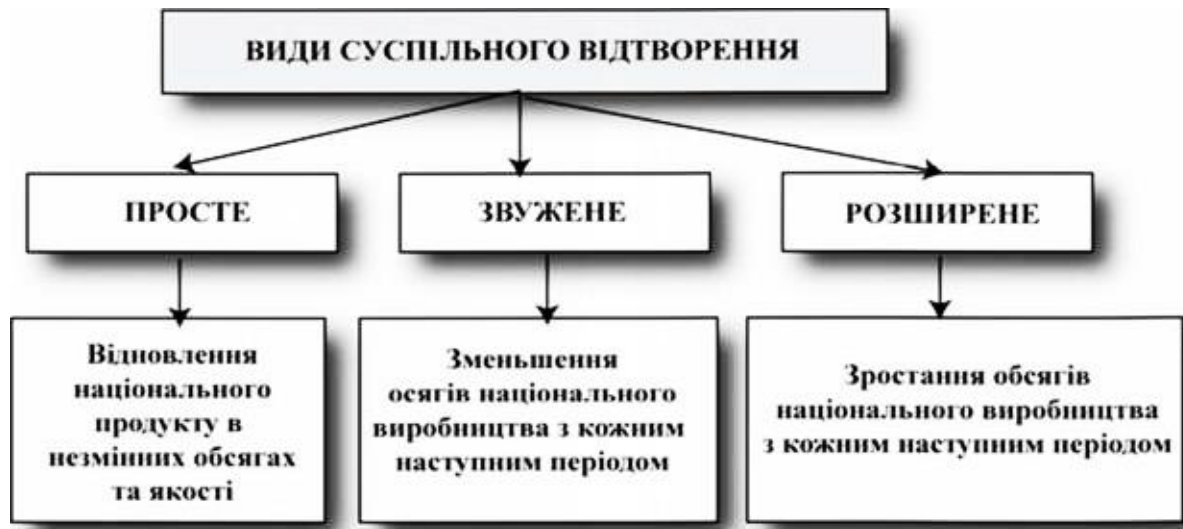 ВИДИ СУСПІЛЬНОГО ВІДТВОРЕННЯ
ПРОСТЕ
ЗВУЖЕНЕ
РОЗШИРЕНЕ
Відновлення
національного
продукту в
незмінних обсягах
та якості
Зменьшення
осягів національного
виробництва з кожним
наступним періодом
Зростання обсягів
національного виробництва
з кожним наступним періодом